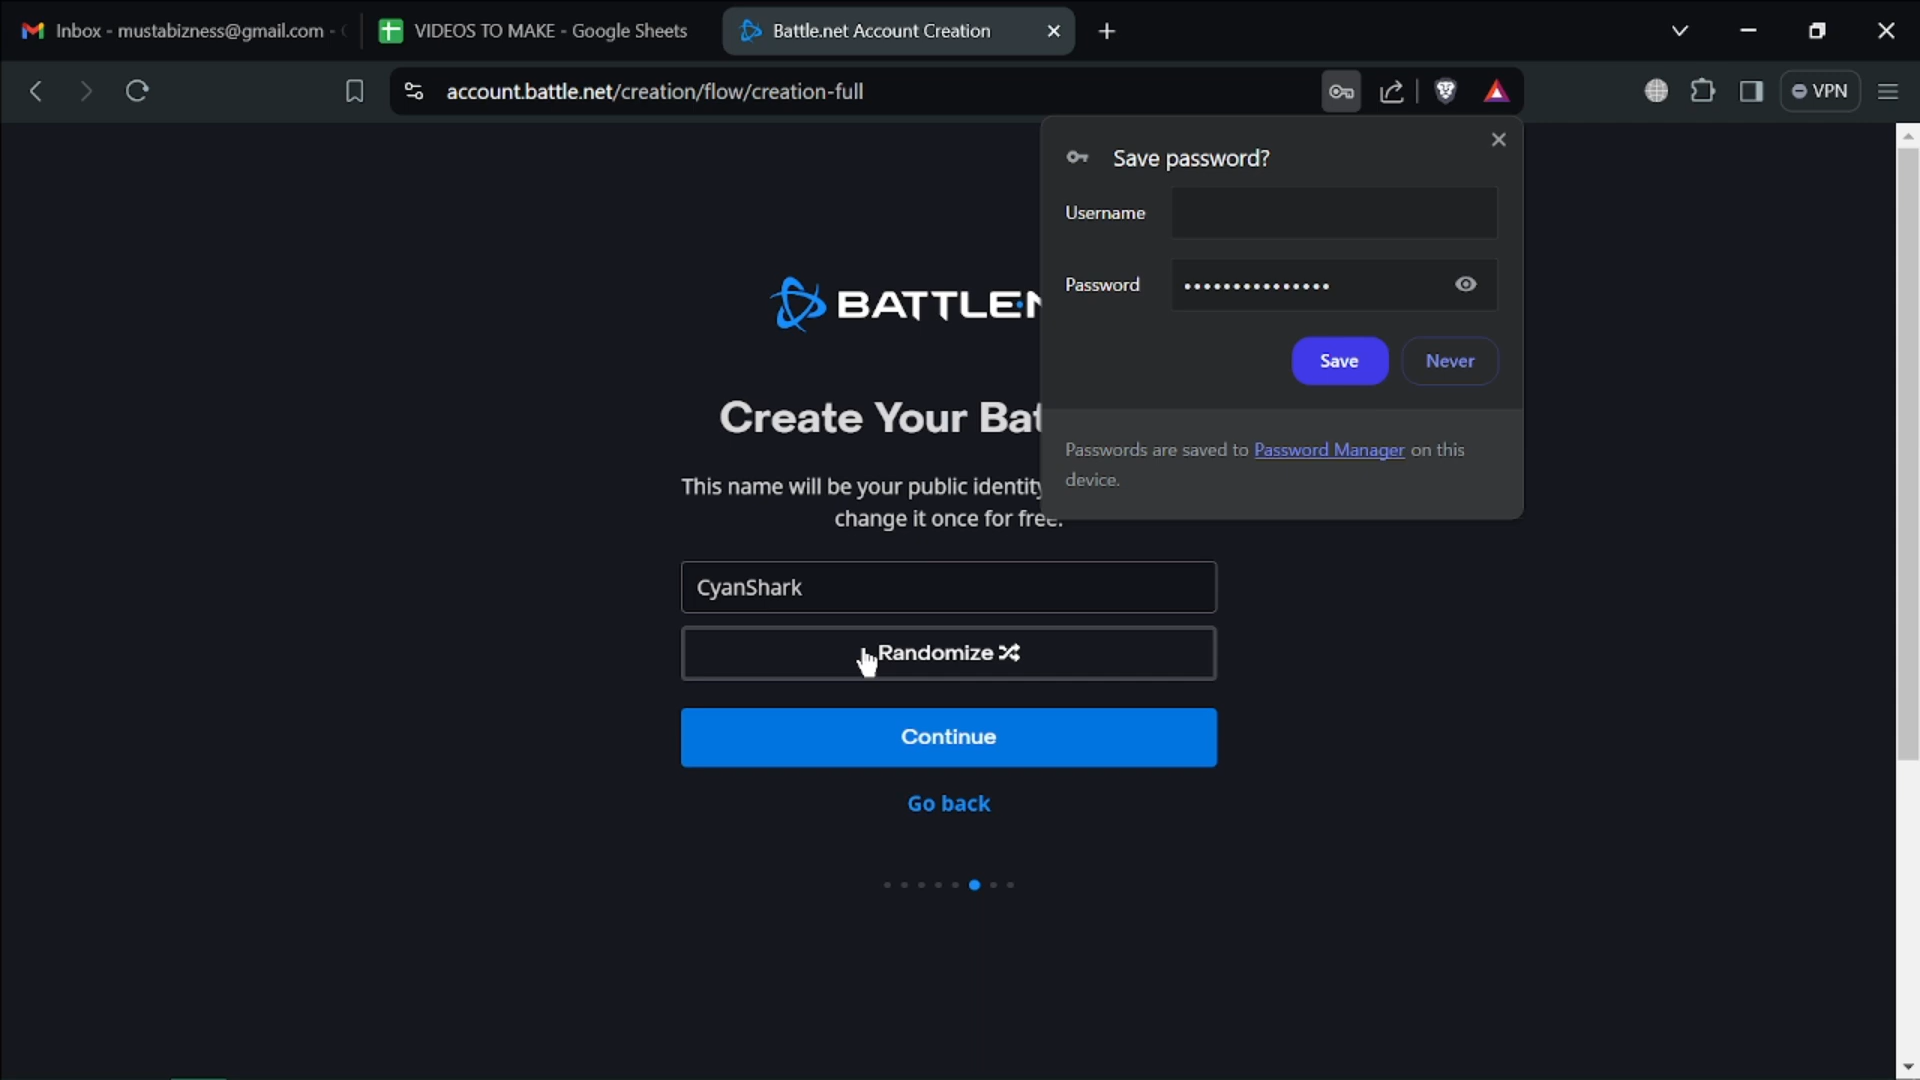 Inbox - mustabizness@gmail.com -
VIDEOS TO MAKE - Google Sheets
Battle.net Account Creation
account.battle.net/creation/flow/creation-full
VPN
Save password?
Username
Password •••••••••••••••
Save
Never
Passwords are saved to Password Manager on this
device.
BATTLE.N
Create Your Bat
This name will be your public identity
change it once for free.
CyanShark
Randomize
Continue
Go back